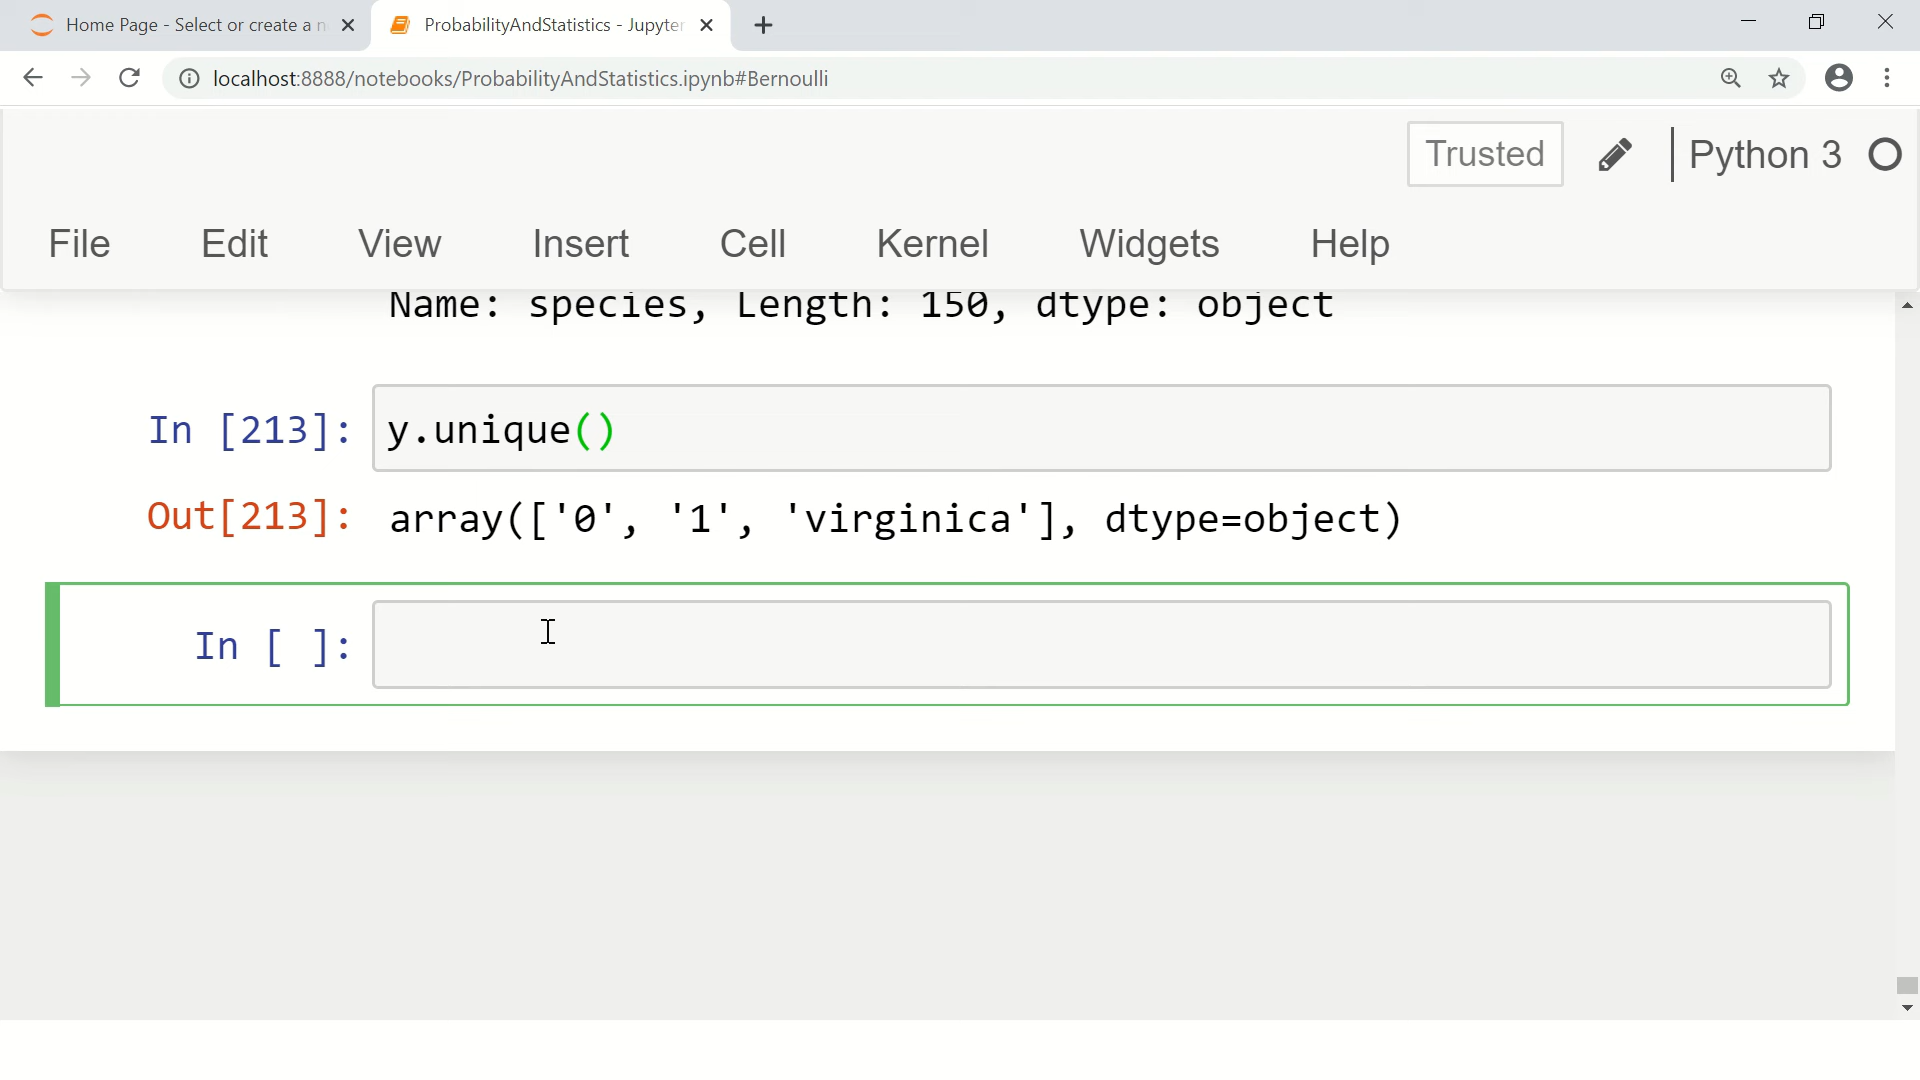 Home Page - Select or create a n
ProbabilityAndStatistics - Jupyter
localhost:8888/notebooks/ProbabilityAndStatistics.ipynb#Bernoulli
Trusted
Python 3
File Edit View Insert Cell Kernel Widgets Help
Name: species, Length: 150, dtype: object
In [213]: y.unique()
Out[213]: array(['0', '1', 'virginica'], dtype=object)
In [ ]: